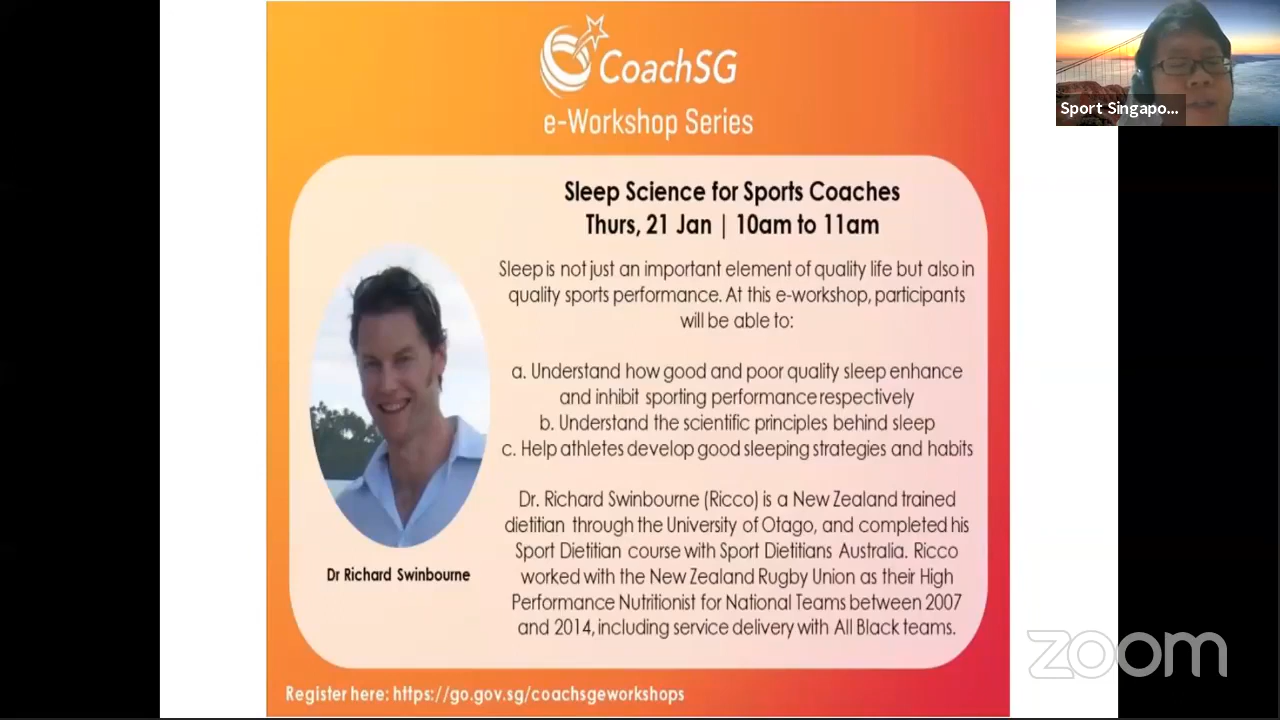 CoachSG
e-Workshop Series
Sport Singapo...
Sleep Science for Sports Coaches
Thurs, 21 Jan | 10am to 11am
Sleep is not just an important element of quality life but also in
quality sports performance. At this e-workshop, participants
will be able to:
a. Understand how good and poor quality sleep enhance
and inhibit sporting performance respectively
b. Understand the scientific principles behind sleep
c. Help athletes develop good sleeping strategies and habits
Dr. Richard Swinbourne (Ricco) is a New Zealand trained
dietitian through the University of Otago, and completed his
Sport Dietitian course with Sport Dietitians Australia. Ricco
worked with the New Zealand Rugby Union as their High
Performance Nutritionist for National Teams between 2007
and 2014, including service delivery with All Black teams.
Dr Richard Swinbourne
Register here: https://go.gov.sg/coachsgeworkshops
zoom